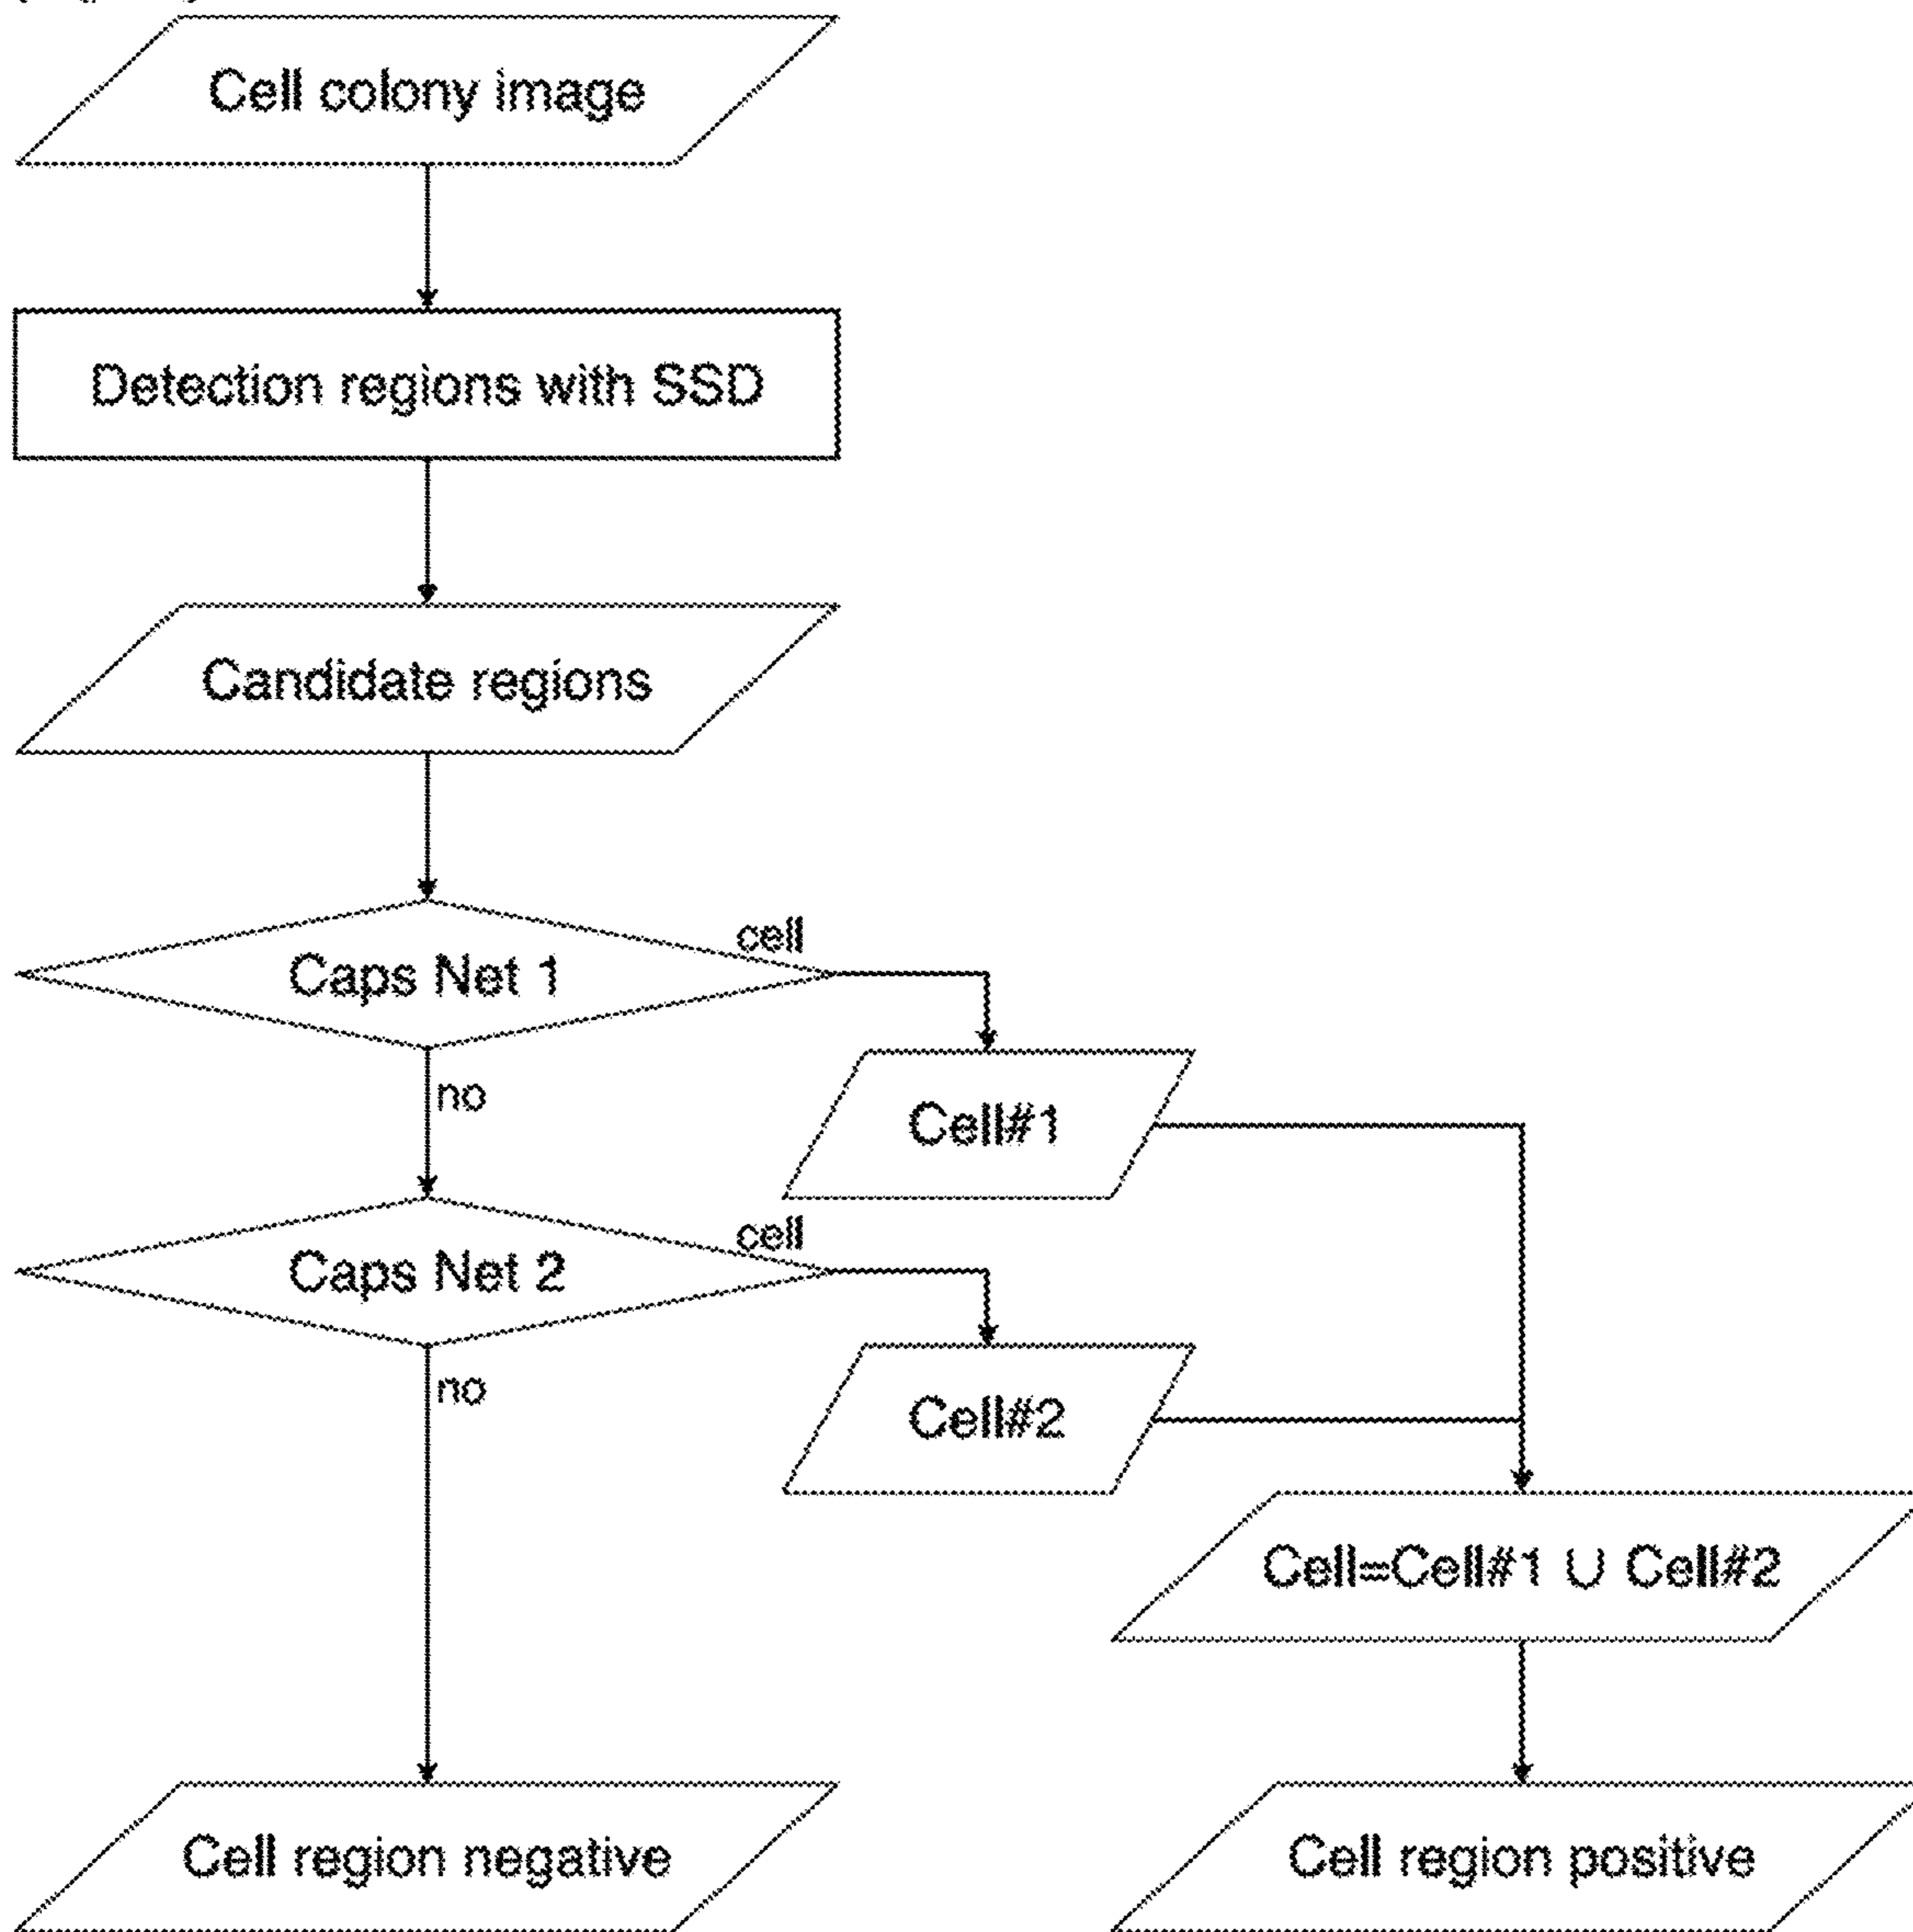 Cell colony image
Detection regions with SSD
Candidate regions
cell
Caps Net 1
no
Cell#1
cell
Caps Net 2
no
Cell#2
Cell=Cell#1 ∪ Cell#2
Cell region negative
Cell region positive